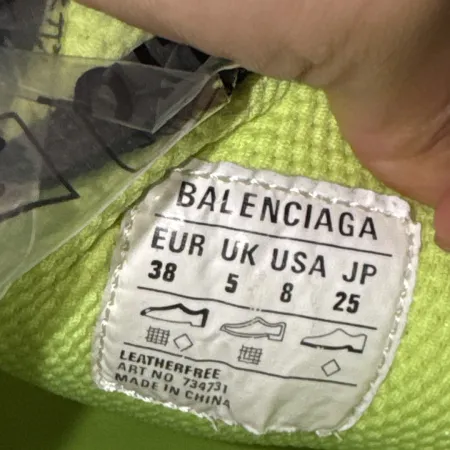 BALENCIAGA
EUR UK USA JP
38 5 8 25
LEATHERFREE
ART NO 734731
MADE IN CHINA